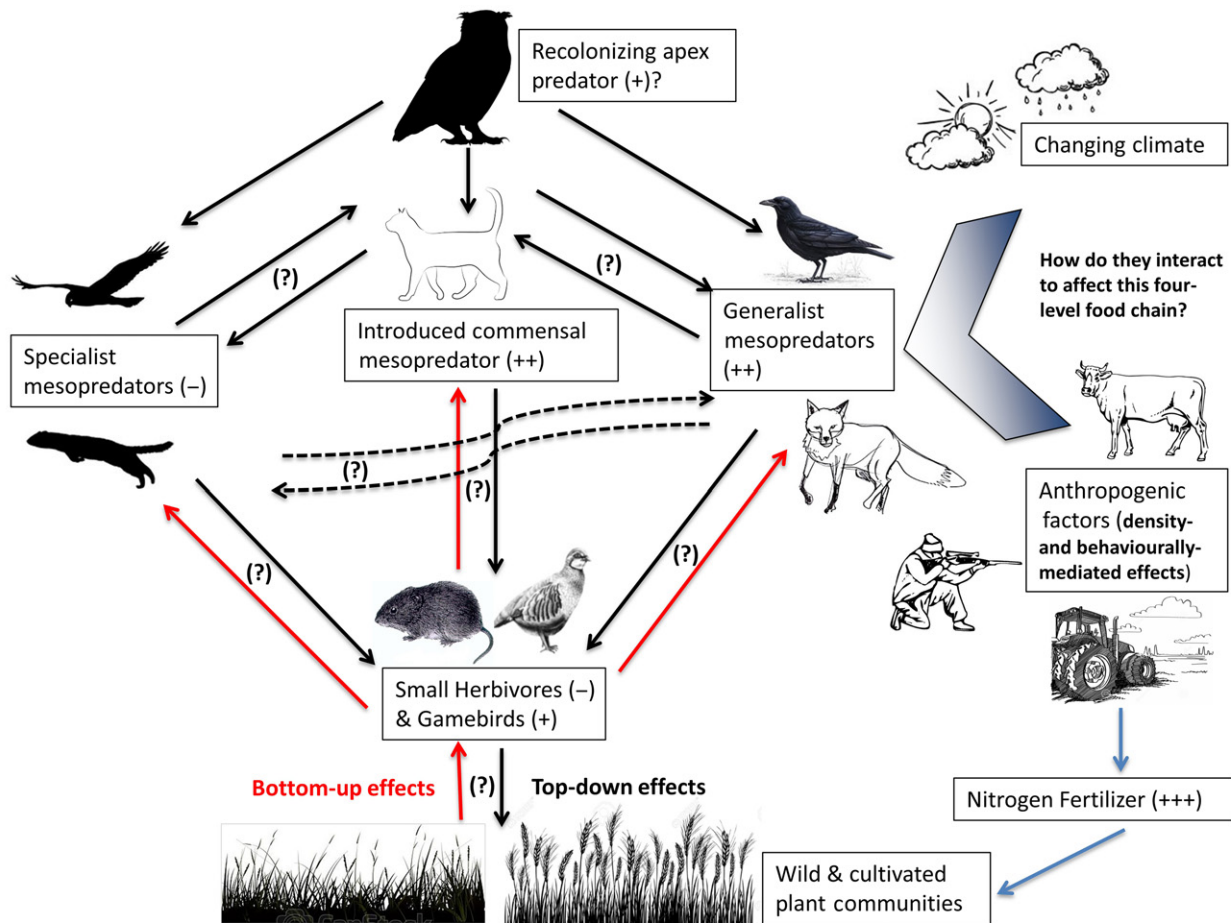 Recolonizing apex
predator (+)?
Changing climate
(?)
(?)
How do they interact
to affect this four-
level food chain?
Specialist
mesopredators (–)
Introduced commensal
mesopredator (++)
Generalist
mesopredators
(++)
(?)
(?)
(?)
(?)
Anthropogenic
factors (density-
and behaviourally-
mediated effects)
Small Herbivores (–)
& Gamebirds (+)
Bottom-up effects
(?)
Top-down effects
Nitrogen Fertilizer (+++)
Wild & cultivated
plant communities